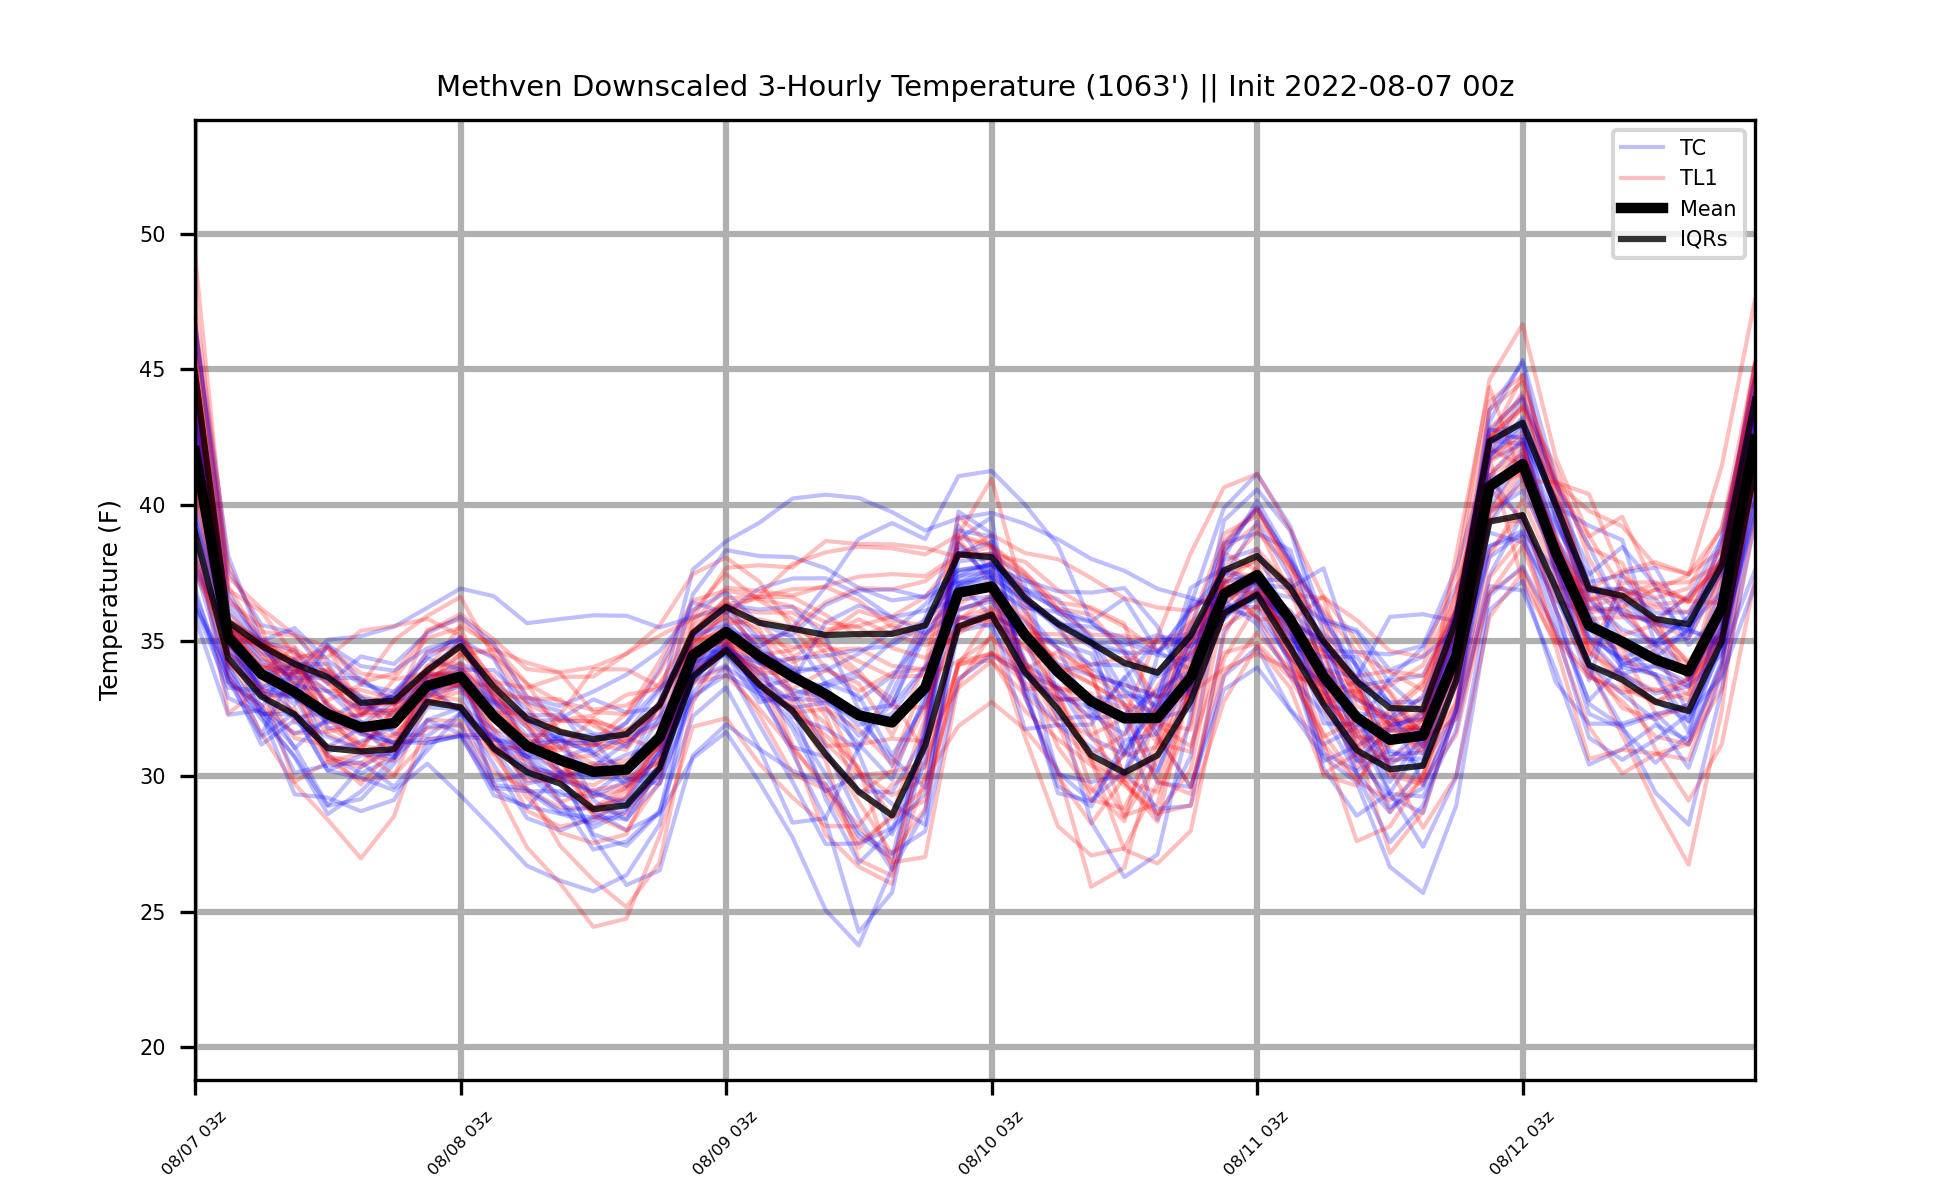 Methven Downscaled 3-Hourly Temperature (1063') || Init 2022-08-07 00z
TC
TL1
Mean
IQRs
Temperature (F)
50
45
40
35
30
25
20
08/07 03z
08/08 03z
08/09 03z
08/10 03z
08/11 03z
08/12 03z